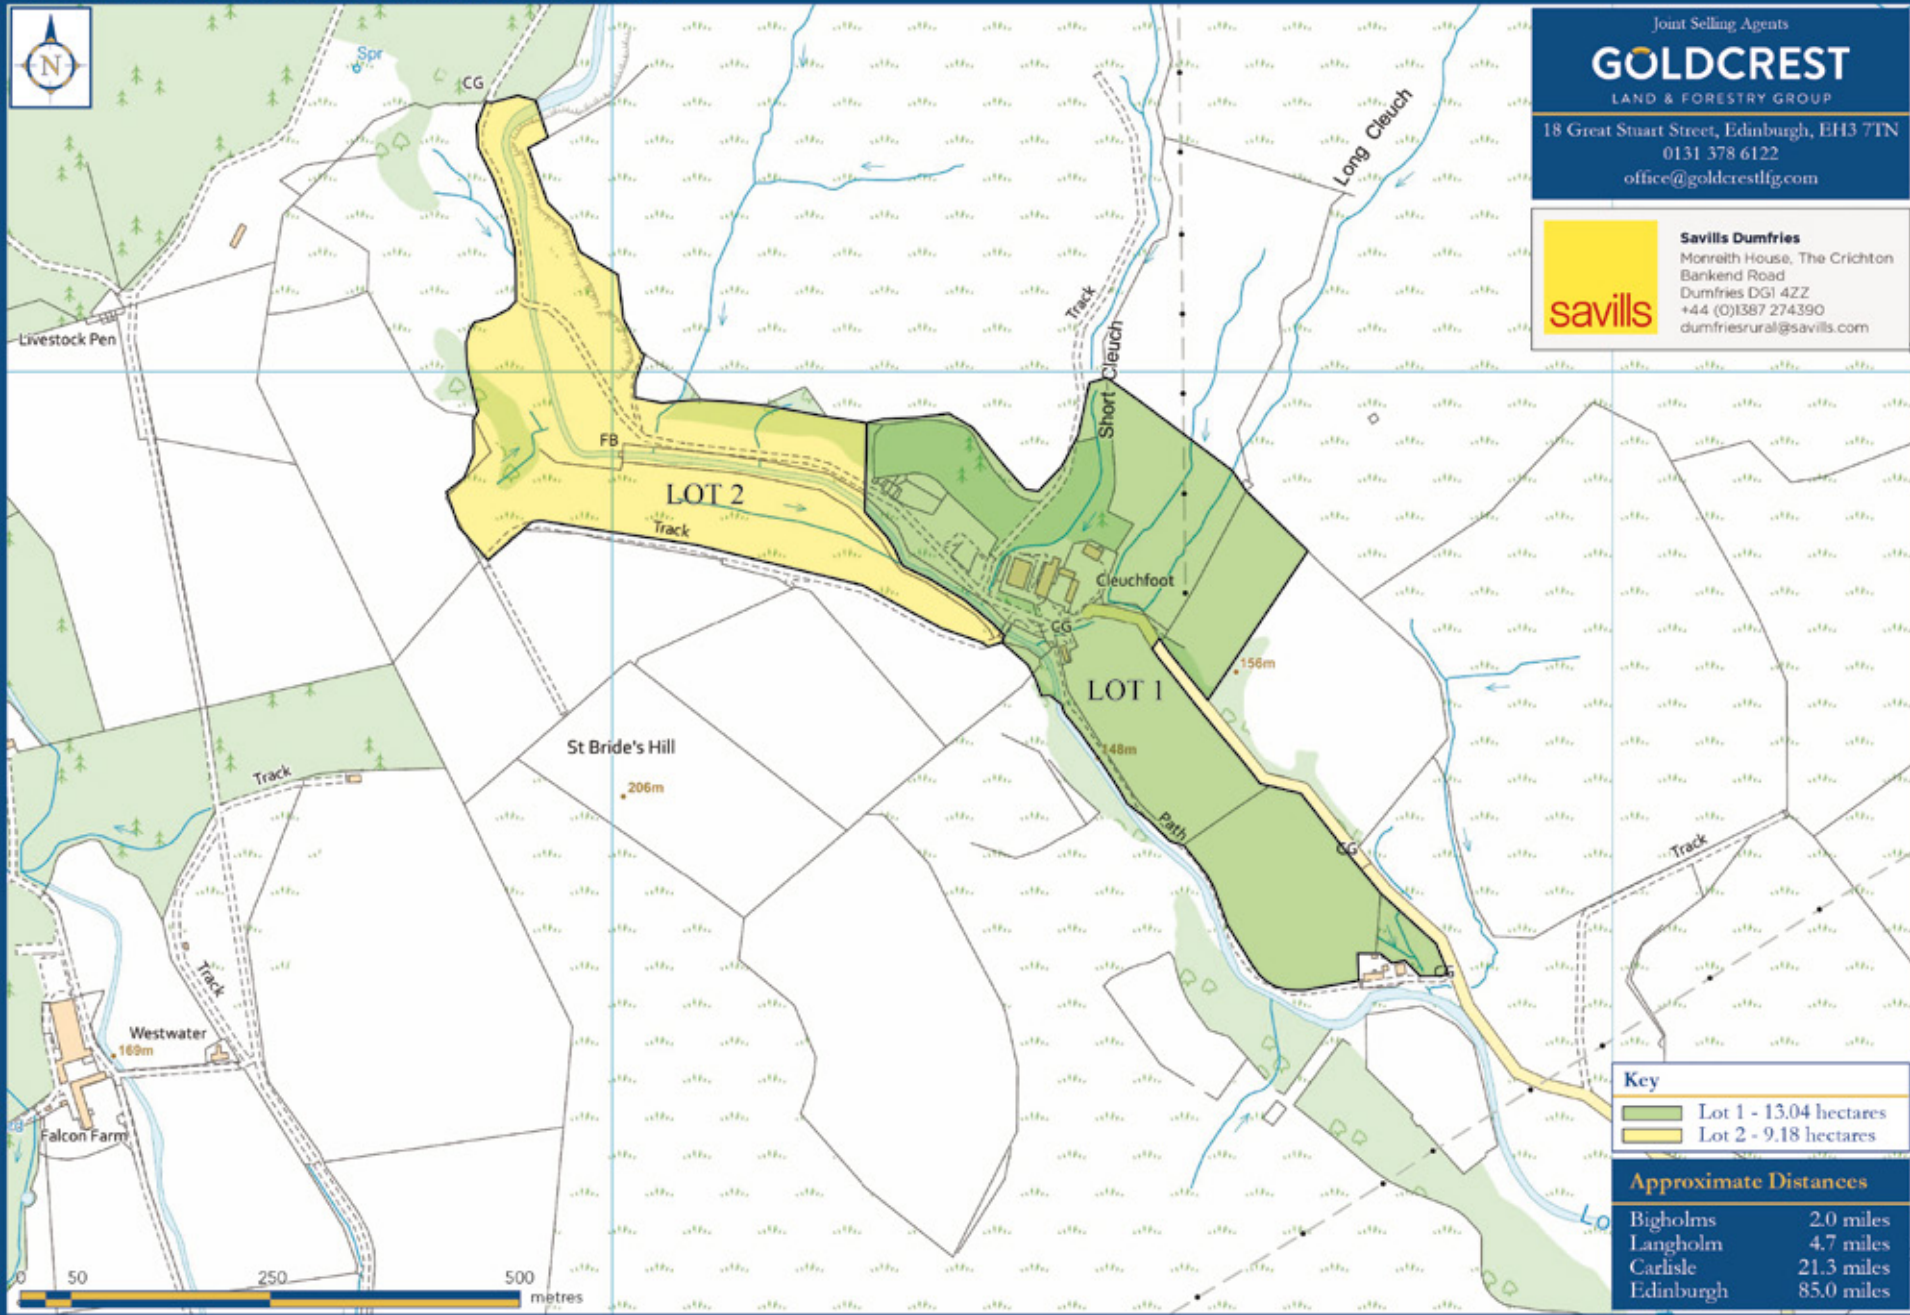 N
Spr
CG
Joint Selling Agents
GOLDCREST
LAND & FORESTRY GROUP
18 Great Stuart Street, Edinburgh, EH3 7TN
0131 378 6122
office@goldcrestlfg.com
savills
Savills Dumfries
Monreith House, The Crichton
Bankend Road
Dumfries DG1 4ZZ
+44 (0)1387 274390
dumfriesrural@savills.com
Long Cleuch
Track
Short Cleuch
Livestock Pen
FB
LOT 2
Track
Cleuchfoot
CG
156m
LOT 1
St Bride's Hill
148m
206m
Track
Path
CG
Track
Track
CG
Westwater
169m
Falcon Farm
Key
Lot 1 - 13.04 hectares
Lot 2 - 9.18 hectares
Approximate Distances
Bigholms 2.0 miles
Langholm 4.7 miles
Carlisle 21.3 miles
Edinburgh 85.0 miles
Lo
0 50 250 500
metres